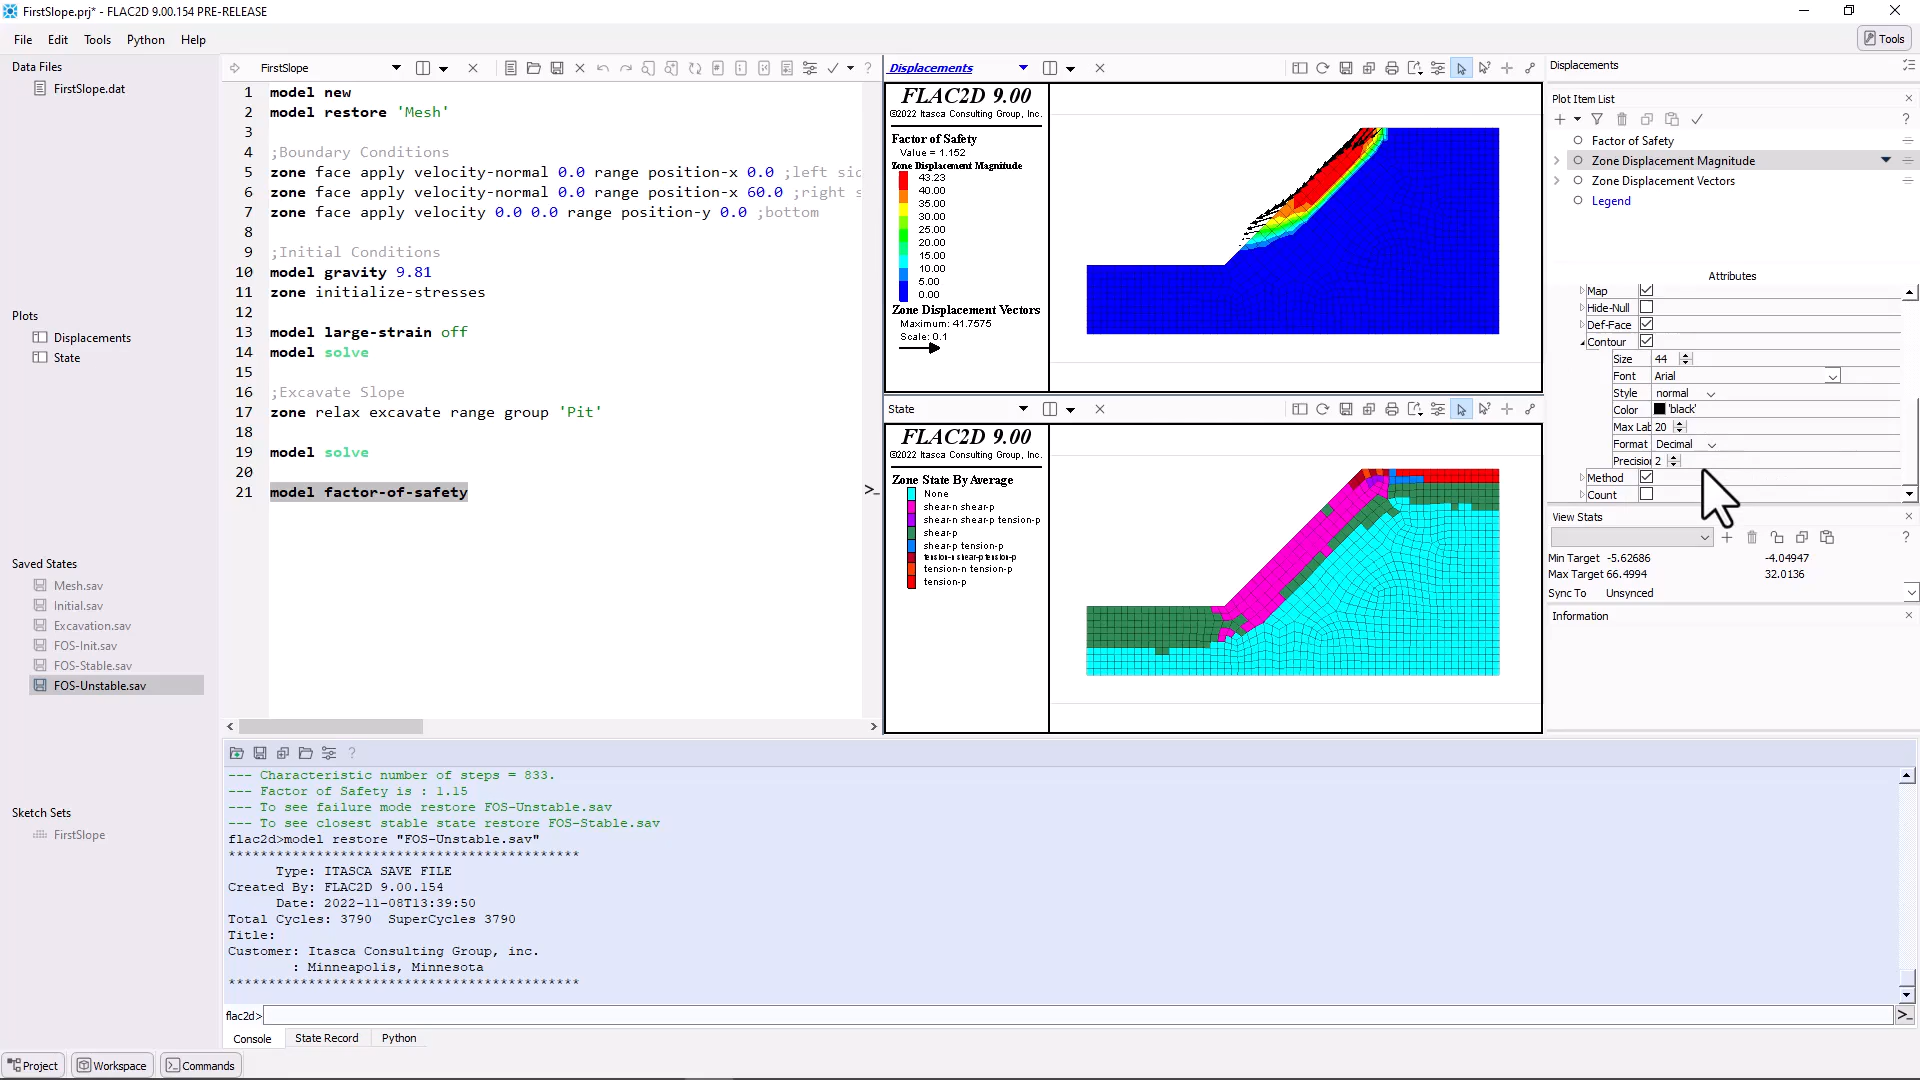 FirstSlope.prj* - FLAC2D 9.00.154 PRE-RELEASE
File Edit Tools Python Help
Tools
Data Files
FirstSlope.dat
Plots
Displacements
State
Saved States
Mesh.sav
Initial.sav
Excavation.sav
FOS-Init.sav
FOS-Stable.sav
FOS-Unstable.sav
Sketch Sets
FirstSlope
FirstSlope
1 model new
2 model restore 'Mesh'
3
4 ;Boundary Conditions
5 zone face apply velocity-normal 0.0 range position-x 0.0 ;left sid
6 zone face apply velocity-normal 0.0 range position-x 60.0 ;right s
7 zone face apply velocity 0.0 0.0 range position-y 0.0 ;bottom
8
9 ;Initial Conditions
10 model gravity 9.81
11 zone initialize-stresses
12
13 model large-strain off
14 model solve
15
16 ;Excavate Slope
17 zone relax excavate range group 'Pit'
18
19 model solve
20
21 model factor-of-safety
Displacements
FLAC2D 9.00
©2022 Itasca Consulting Group, Inc.
Factor of Safety
Value = 1.152
Zone Displacement Magnitude
43.23
40.00
35.00
30.00
25.00
20.00
15.00
10.00
5.00
0.00
Zone Displacement Vectors
Maximum: 41.7575
Scale: 0.1
State
FLAC2D 9.00
©2022 Itasca Consulting Group, Inc.
Zone State By Average
None
shear-n shear-p
shear-n shear-p tension-p
shear-p
shear-p tension-p
tension-n shear-p tension-p
tension-n tension-p
tension-p
Displacements
Plot Item List
Factor of Safety
Zone Displacement Magnitude
Zone Displacement Vectors
Legend
Attributes
Map
Hide-Null
Def-Face
Contour
Size 44
Font Arial
Style normal
Color 'black'
Max Lab 20
Format Decimal
Precision 2
Method
Count
View Stats
Min Target -5.62686 -4.04947
Max Target 66.4994 32.0136
Sync To Unsynced
Information
--- Characteristic number of steps = 833.
--- Factor of Safety is : 1.15
--- To see failure mode restore FOS-Unstable.sav
--- To see closest stable state restore FOS-Stable.sav
flac2d>model restore "FOS-Unstable.sav"
********************************************
Type: ITASCA SAVE FILE
Created By: FLAC2D 9.00.154
Date: 2022-11-08T13:39:50
Total Cycles: 3790 SuperCycles 3790
Title:
Customer: Itasca Consulting Group, inc.
: Minneapolis, Minnesota
********************************************
flac2d>
Console State Record Python
Project Workspace Commands